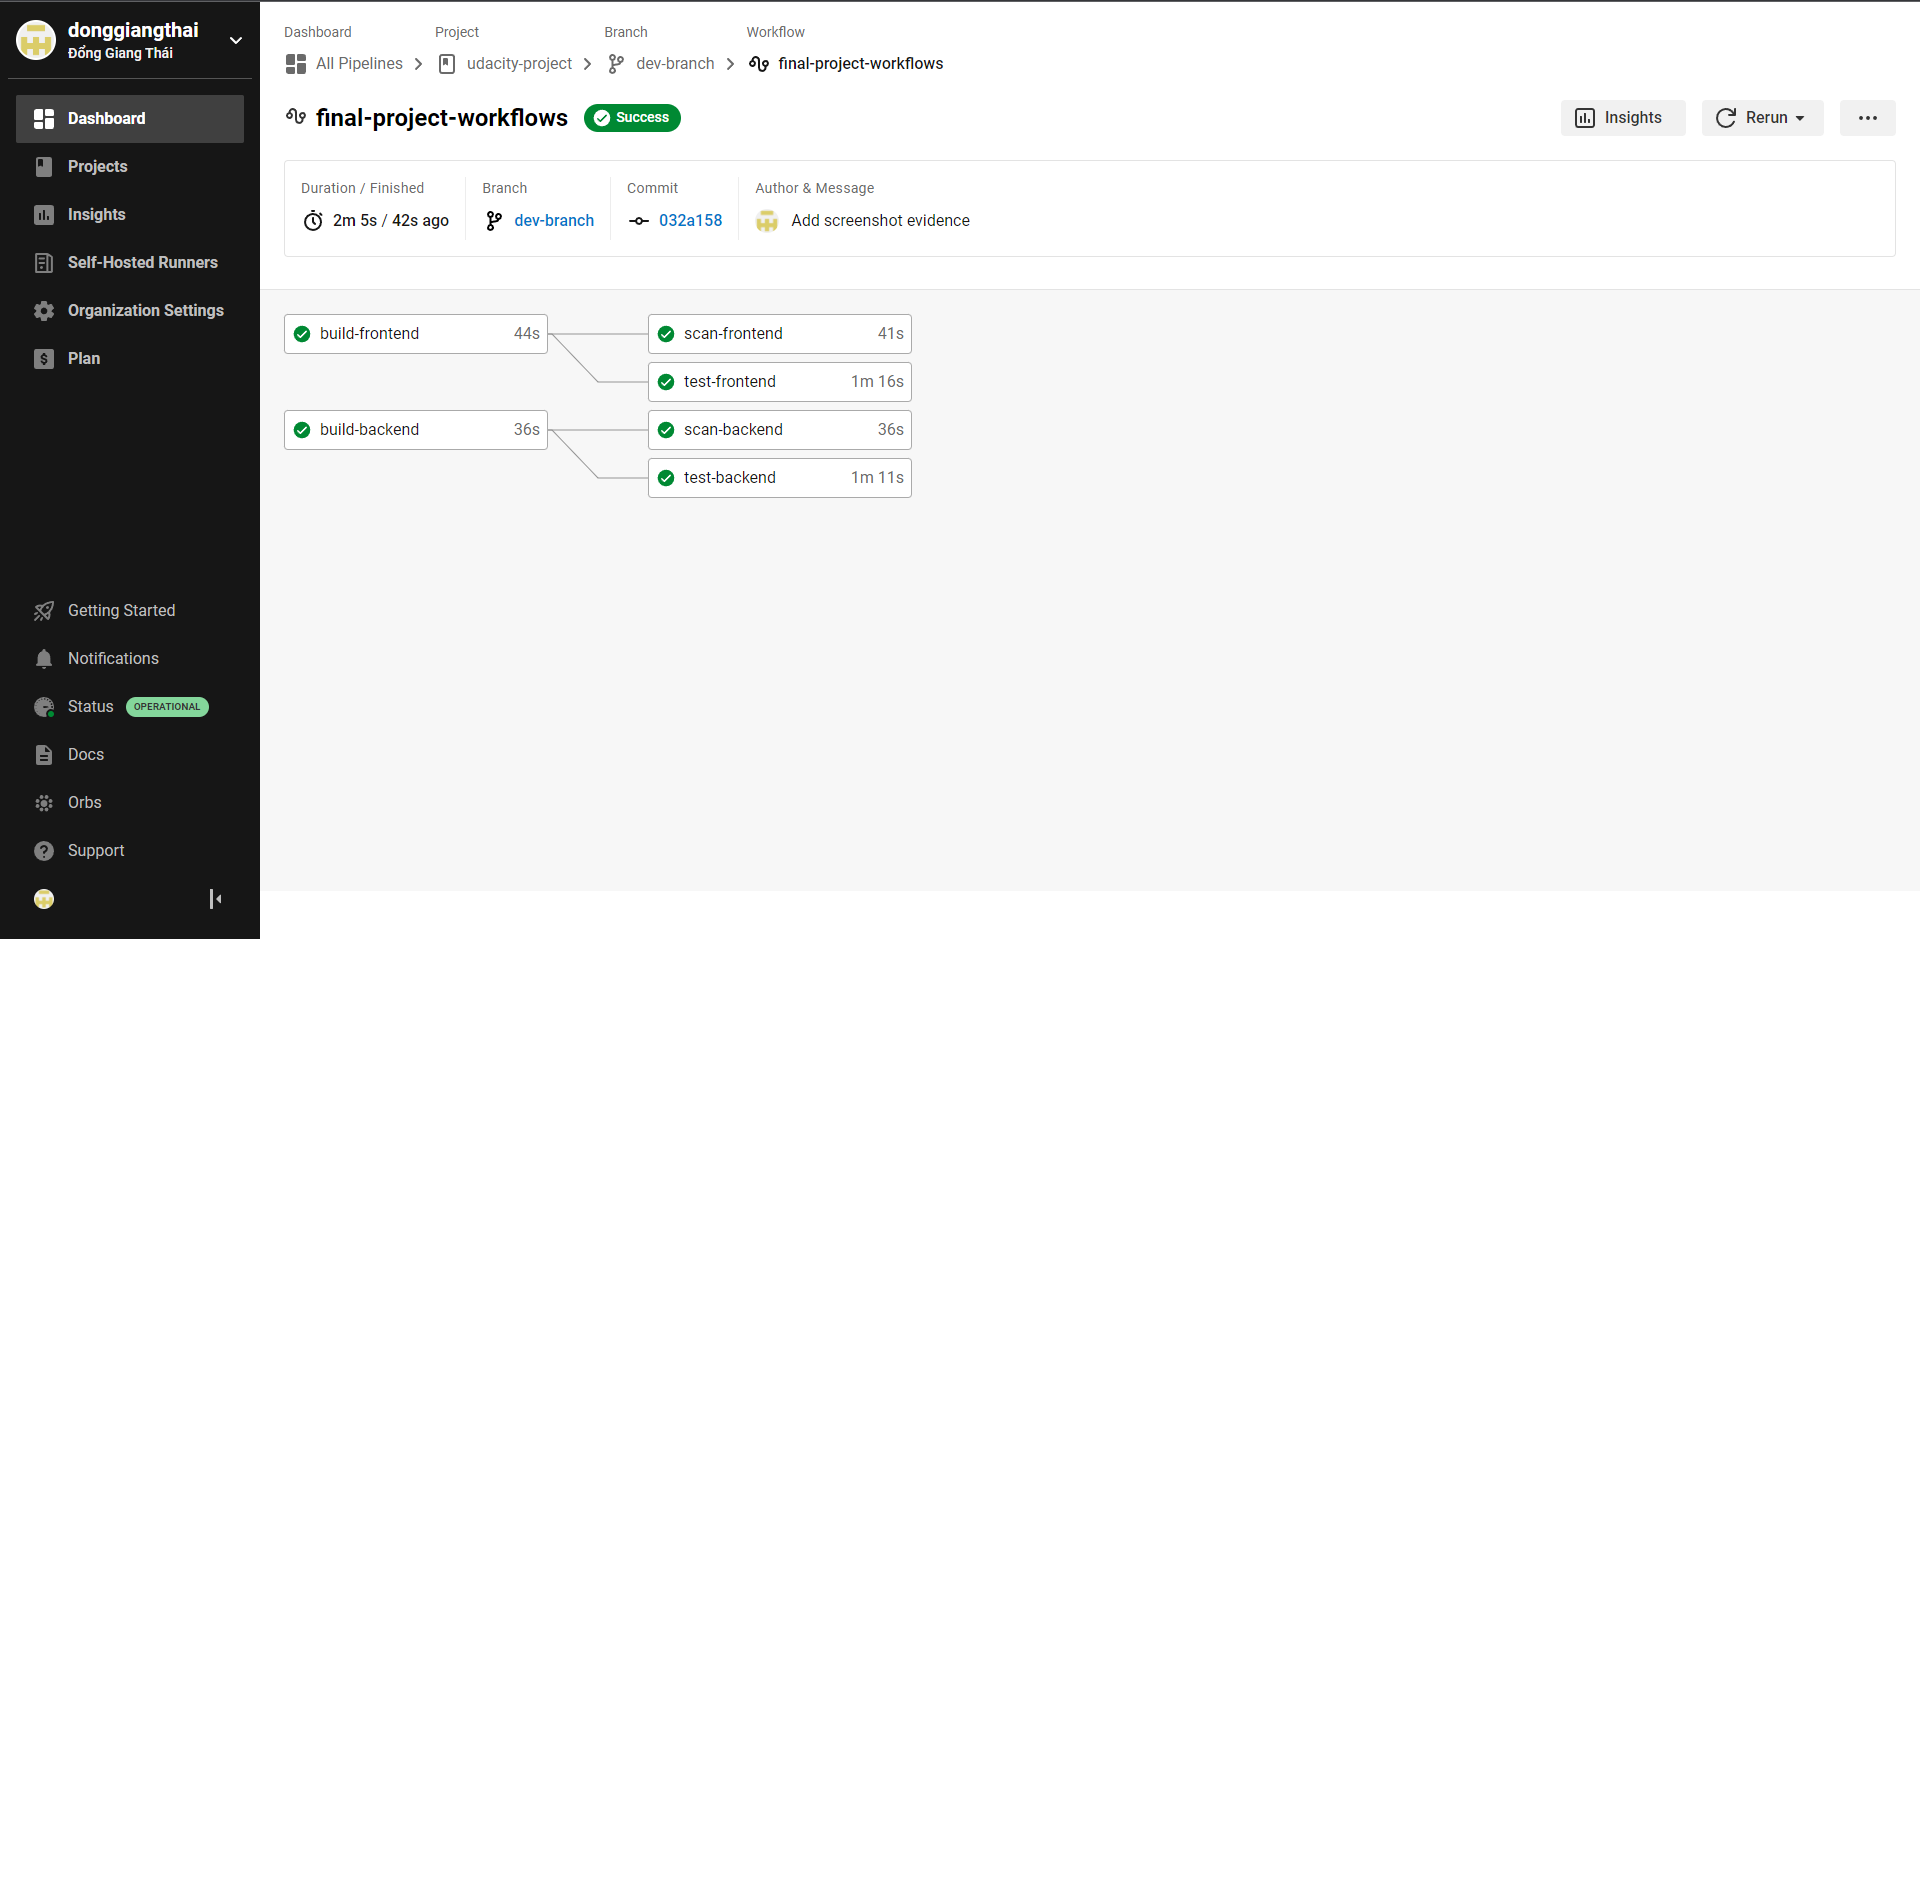 donggiangthai
Đổng Giang Thái
Dashboard
Projects
Insights
Self-Hosted Runners
Organization Settings
Plan
Getting Started
Notifications
Status OPERATIONAL
Docs
Orbs
Support
Dashboard Project Branch Workflow
All Pipelines udacity-project dev-branch final-project-workflows
final-project-workflows Success
Insights Rerun
Duration / Finished Branch Commit Author & Message
2m 5s / 42s ago dev-branch 032a158 Add screenshot evidence
build-frontend 44s scan-frontend 41s
test-frontend 1m 16s
build-backend 36s scan-backend 36s
test-backend 1m 11s